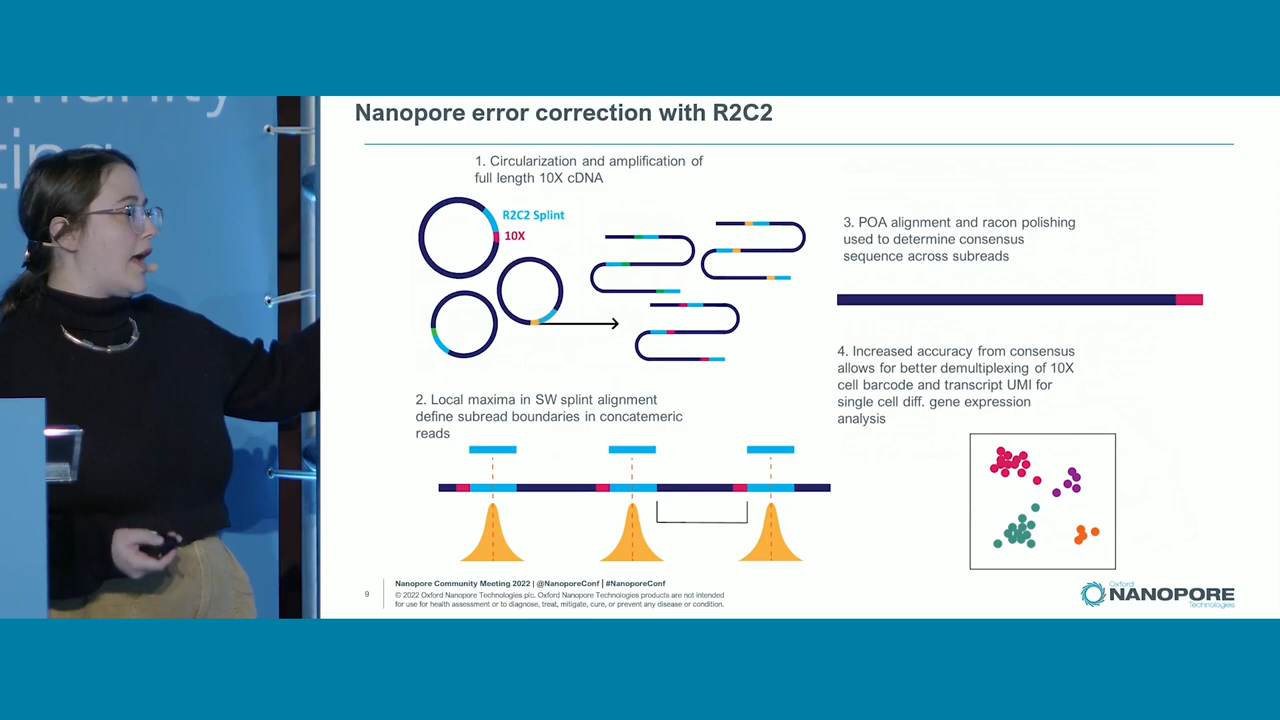 Nanopore error correction with R2C2
1. Circularization and amplification of
full length 10X cDNA
R2C2 Splint
10X
2. Local maxima in SW splint alignment
define subread boundaries in concatemeric
reads
3. POA alignment and racon polishing
used to determine consensus
sequence across subreads
4. Increased accuracy from consensus
allows for better demultiplexing of 10X
cell barcode and transcript UMI for
single cell diff. gene expression
analysis
9
Nanopore Community Meeting 2022 | @NanoporeConf | #NanoporeConf
© 2022 Oxford Nanopore Technologies plc. Oxford Nanopore Technologies products are not intended
for use for health assessment or to diagnose, treat, mitigate, cure, or prevent any disease or condition.
Oxford
NANOPORE
Technologies